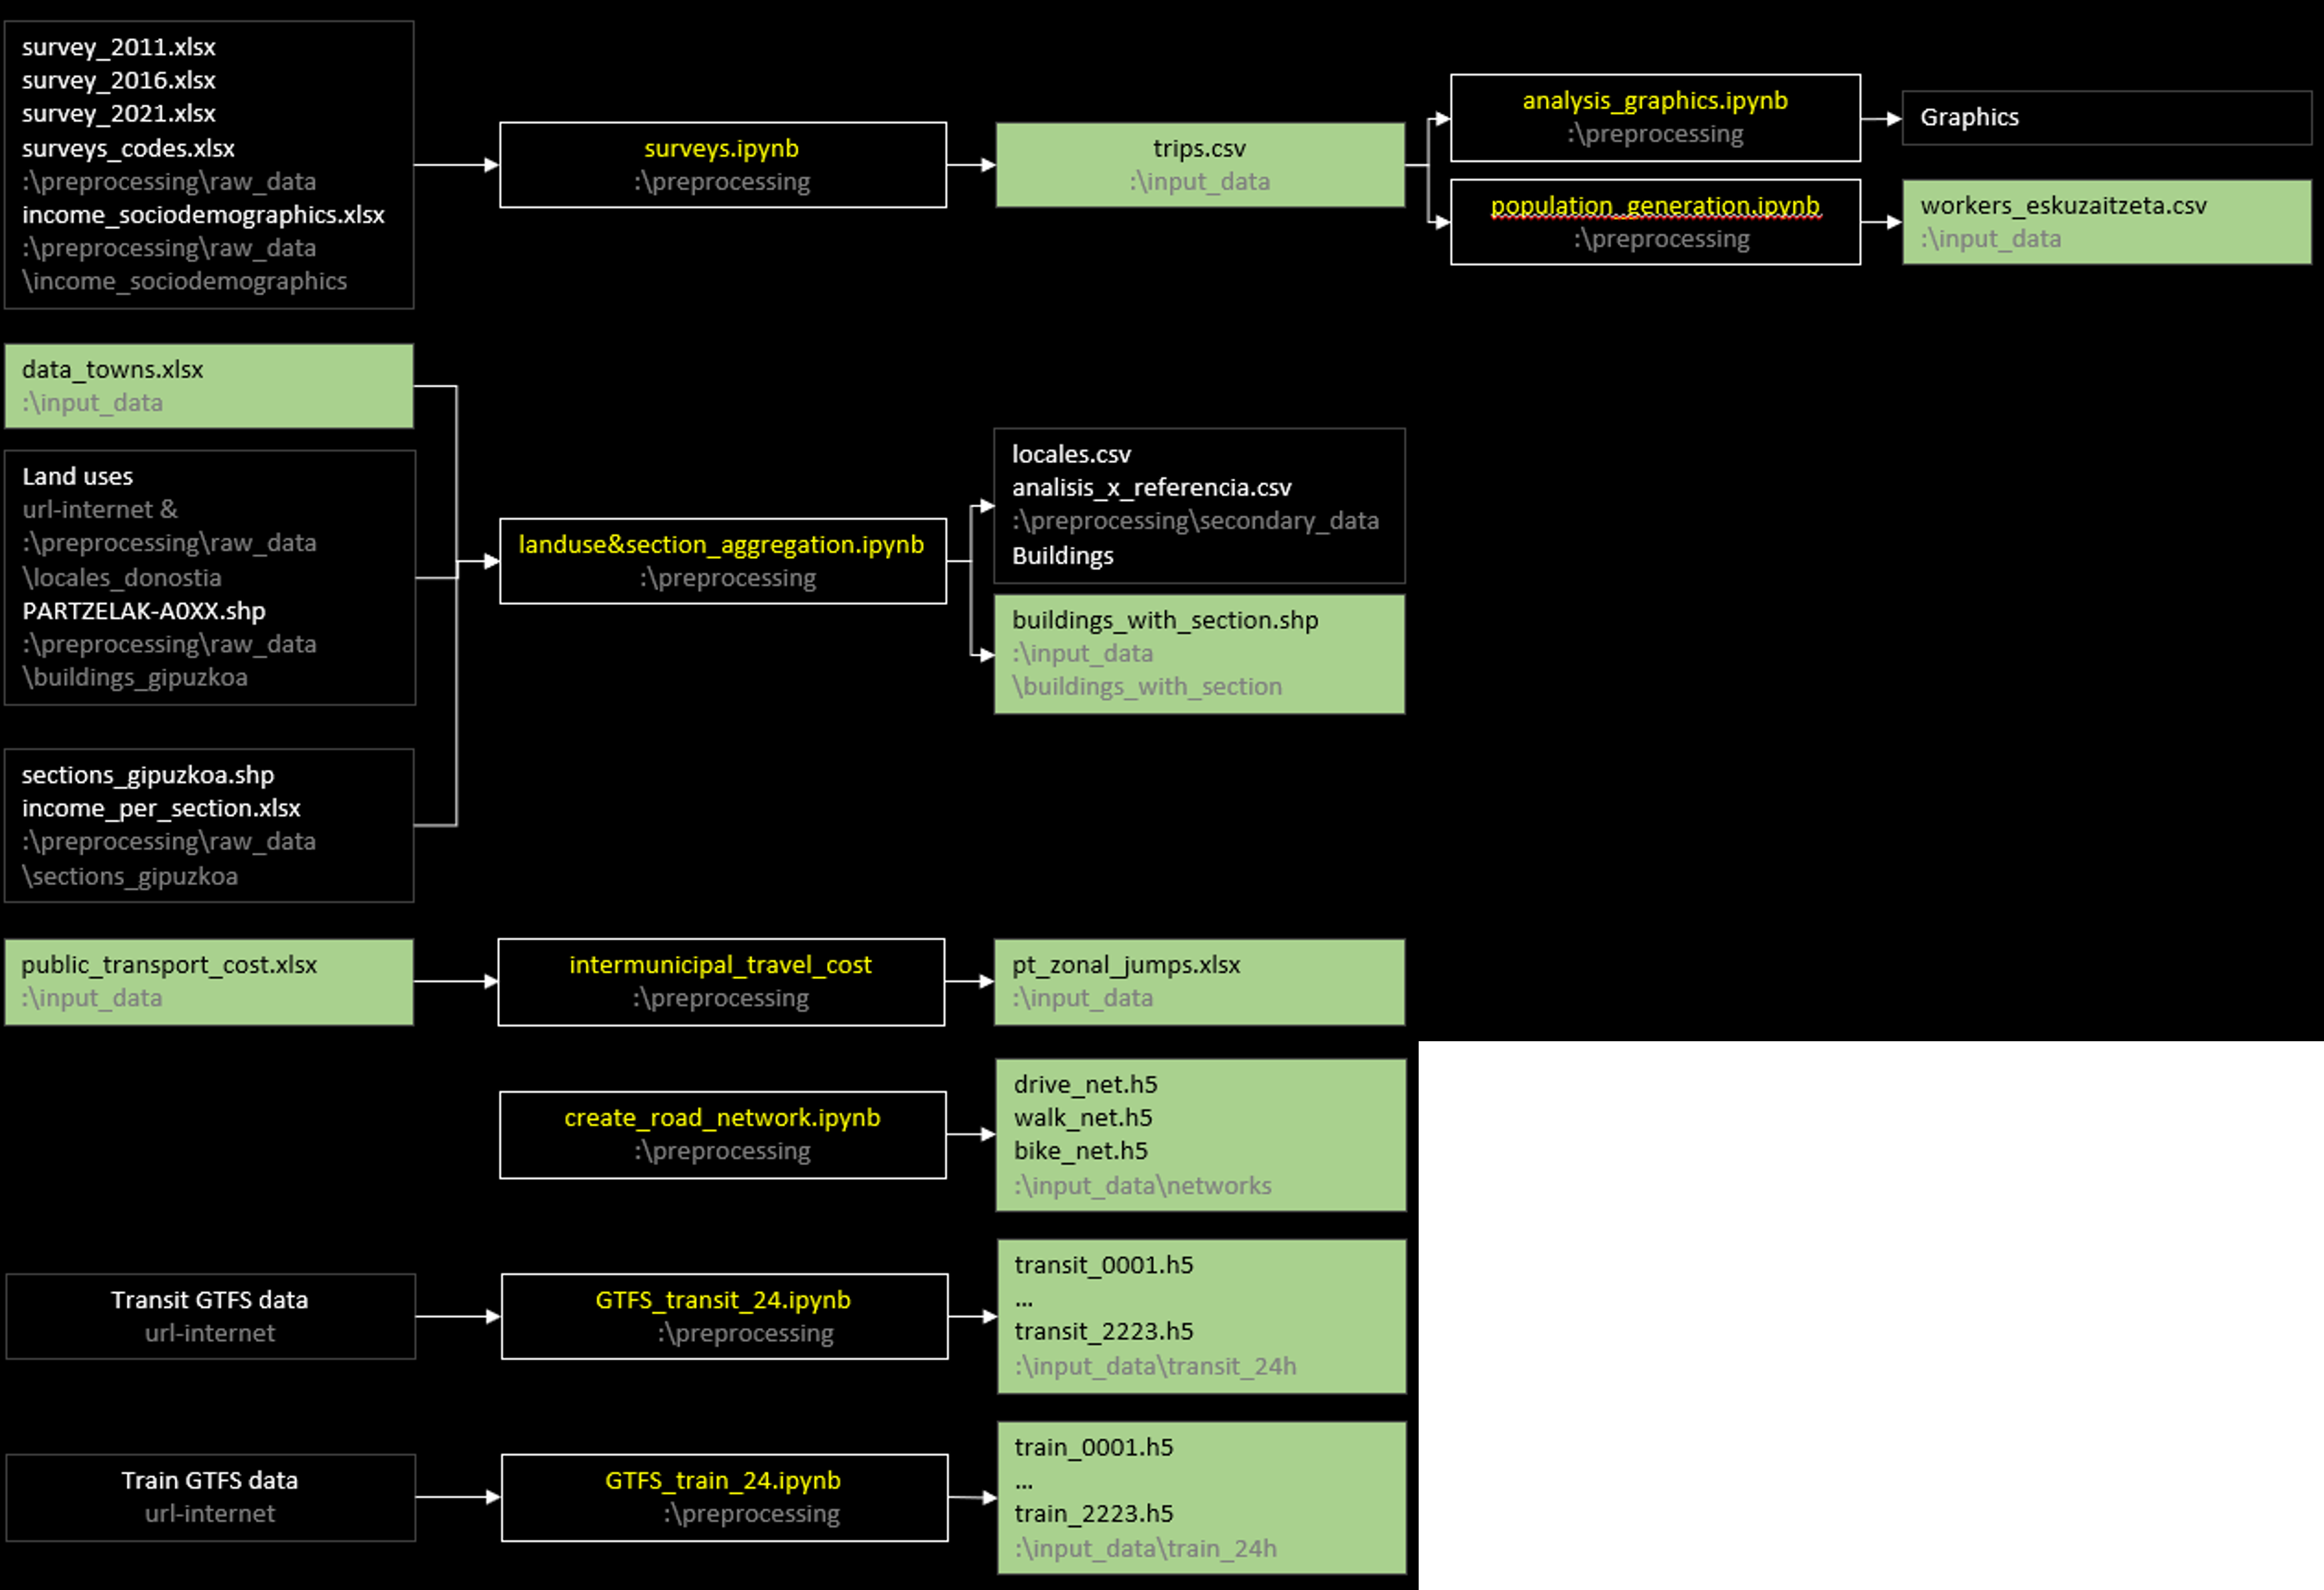 survey_2011.xlsx
survey_2016.xlsx
survey_2021.xlsx
surveys_codes.xlsx
:\preprocessing\raw_data
income_sociodemographics.xlsx
:\preprocessing\raw_data
\income_sociodemographics
surveys.ipynb
:\preprocessing
trips.csv
:\input_data
analysis_graphics.ipynb
:\preprocessing
Graphics
population_generation.ipynb
:\preprocessing
workers_eskuzaitzeta.csv
:\input_data
data_towns.xlsx
:\input_data
Land uses
url-internet &
:\preprocessing\raw_data
\locales_donostia
PARTZELAK-A0XX.shp
:\preprocessing\raw_data
\buildings_gipuzkoa
sections_gipuzkoa.shp
income_per_section.xlsx
:\preprocessing\raw_data
\sections_gipuzkoa
landuse&section_aggregation.ipynb
:\preprocessing
locales.csv
analisis_x_referencia.csv
:\preprocessing\secondary_data
Buildings
buildings_with_section.shp
:\input_data
\buildings_with_section
public_transport_cost.xlsx
:\input_data
intermunicipal_travel_cost
:\preprocessing
pt_zonal_jumps.xlsx
:\input_data
create_road_network.ipynb
:\preprocessing
drive_net.h5
walk_net.h5
bike_net.h5
:\input_data\networks
Transit GTFS data
url-internet
GTFS_transit_24.ipynb
:\preprocessing
transit_0001.h5
...
transit_2223.h5
:\input_data\transit_24h
Train GTFS data
url-internet
GTFS_train_24.ipynb
:\preprocessing
train_0001.h5
...
train_2223.h5
:\input_data\train_24h